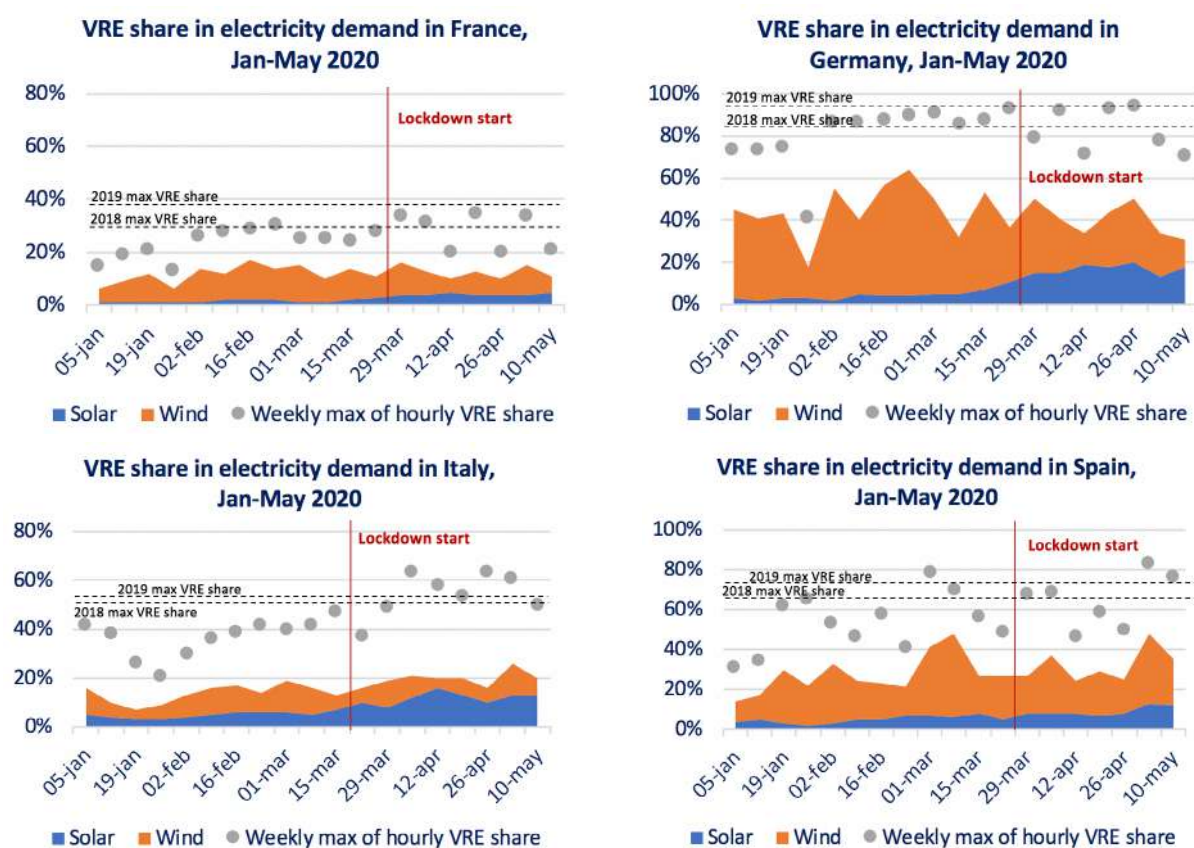 VRE share in electricity demand in France,
Jan-May 2020
80%
60%
40%
20%
0%
Lockdown start
2019 max VRE share
2018 max VRE share
05-jan
19-jan
02-feb
16-feb
01-mar
15-mar
29-mar
12-apr
26-apr
10-may
Solar Wind Weekly max of hourly VRE share
VRE share in electricity demand in
Germany, Jan-May 2020
100%
80%
60%
40%
20%
0%
2019 max VRE share
2018 max VRE share
Lockdown start
05-jan
19-jan
02-feb
16-feb
01-mar
15-mar
29-mar
12-apr
26-apr
10-may
Solar Wind Weekly max of hourly VRE share
VRE share in electricity demand in Italy,
Jan-May 2020
80%
60%
40%
20%
0%
Lockdown start
2019 max VRE share
2018 max VRE share
05-jan
19-jan
02-feb
16-feb
01-mar
15-mar
29-mar
12-apr
26-apr
10-may
Solar Wind Weekly max of hourly VRE share
VRE share in electricity demand in Spain,
Jan-May 2020
100%
80%
60%
40%
20%
0%
Lockdown start
2019 max VRE share
2018 max VRE share
05-jan
19-jan
02-feb
16-feb
01-mar
15-mar
29-mar
12-apr
26-apr
10-may
Solar Wind Weekly max of hourly VRE share